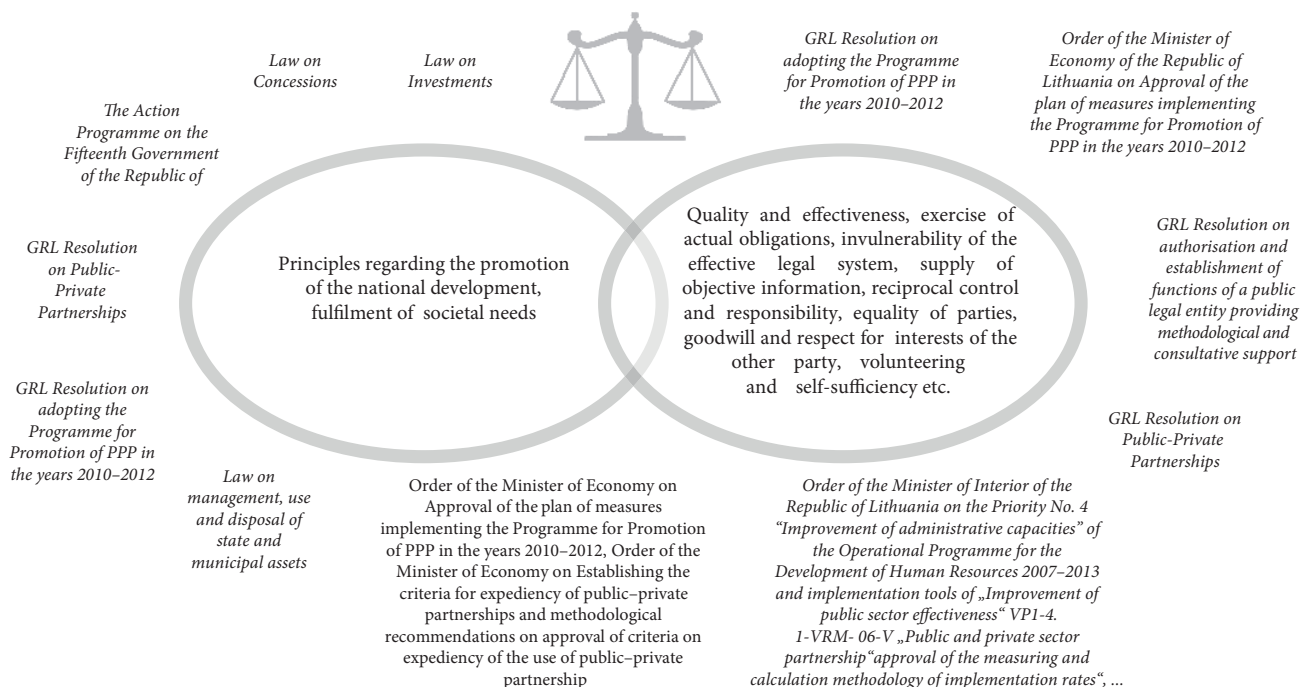 Law on
Concessions
Law on
Investments
GRL Resolution on
adopting the Programme
for Promotion of PPP in
the years 2010–2012
Order of the Minister of
Economy of the Republic of
Lithuania on Approval of the
plan of measures implementing
the Programme for Promotion of
PPP in the years 2010–2012
The Action
Programme on the
Fifteenth Government
of the Republic of
GRL Resolution
on Public-
Private
Partnerships
Principles regarding the promotion
of the national development,
fulfilment of societal needs
Quality and effectiveness, exercise of
actual obligations, invulnerability of the
effective legal system, supply of
objective information, reciprocal control
and responsibility, equality of parties,
goodwill and respect for interests of the
other party, volunteering
and self-sufficiency etc.
GRL Resolution on
authorisation and
establishment of
functions of a public
legal entity providing
methodological and
consultative support
GRL Resolution on
adopting the
Programme for
Promotion of PPP in
the years 2010–2012
GRL Resolution on
Public-Private
Partnerships
Law on
management, use
and disposal of
state and
municipal assets
Order of the Minister of Economy on
Approval of the plan of measures
implementing the Programme for Promotion
of PPP in the years 2010–2012, Order of the
Minister of Economy on Establishing the
criteria for expediency of public–private
partnerships and methodological
recommendations on approval of criteria on
expediency of the use of public–private
partnership
Order of the Minister of Interior of the
Republic of Lithuania on the Priority No. 4
“Improvement of administrative capacities” of
the Operational Programme for the
Development of Human Resources 2007–2013
and implementation tools of „Improvement of
public sector effectiveness“ VP1-4.
1-VRM- 06-V „Public and private sector
partnership“approval of the measuring and
calculation methodology of implementation rates“, ...